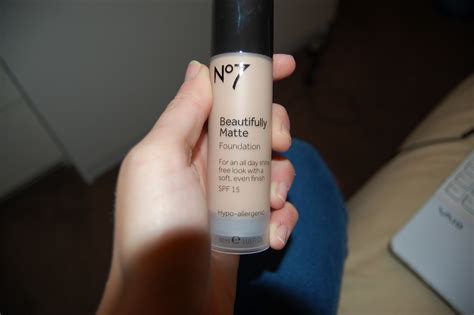 No7
Beautifully
Matte
Foundation
For an all day shine
free look with a
soft, even finish
SPF 15
Hypo-allergenic